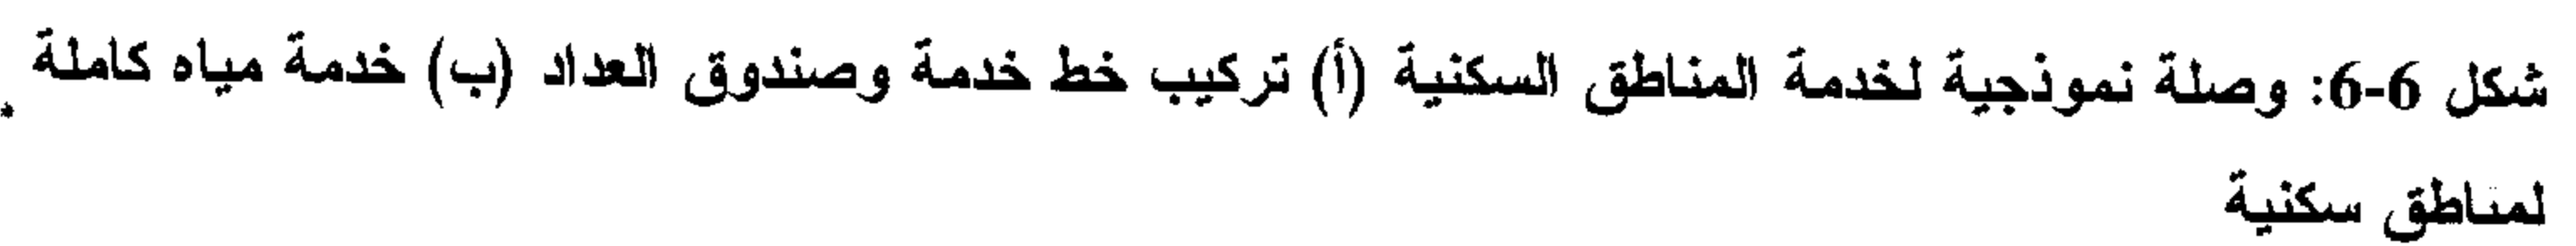 شكل 6-6: وصلة نموذجية لخدمة المناطق السكنية (أ) تركيب خط خدمة وصندوق العداد (ب) خدمة مياه كاملة
لمناطق سكنية